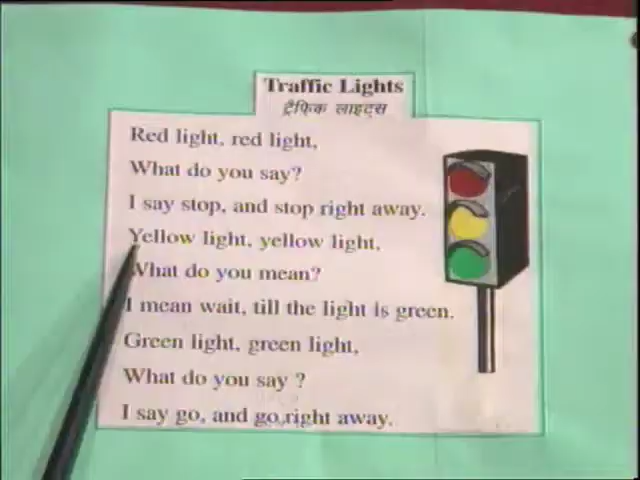 Traffic Lights
ट्रैफ़िक लाइट्स
Red light, red light,
What do you say?
I say stop, and stop right away.
Yellow light, yellow light,
What do you mean?
I mean wait, till the light is green.
Green light, green light,
What do you say ?
I say go, and go,right away.